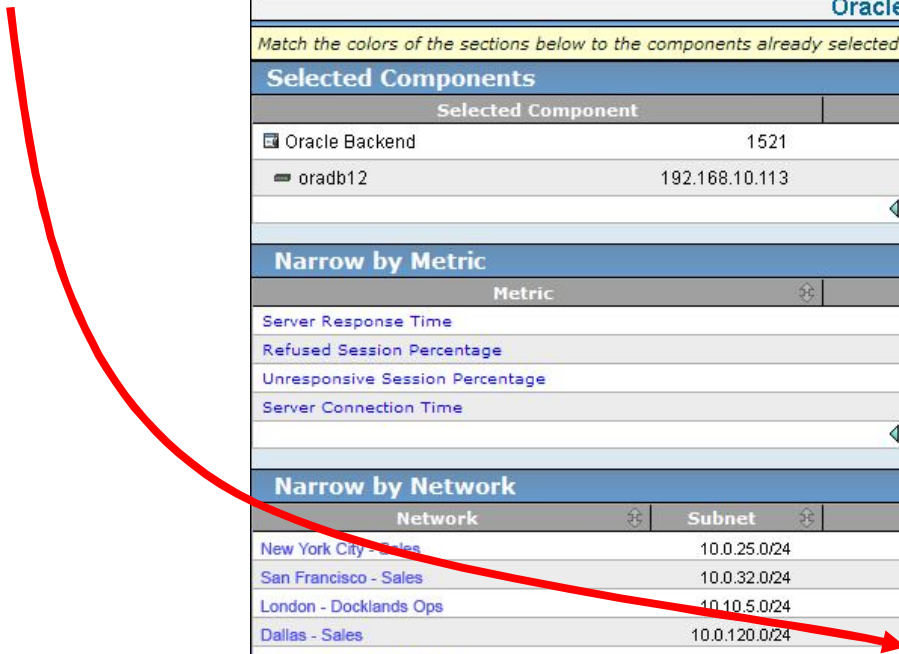 Oracle
Match the colors of the sections below to the components already selected
Selected Components
Selected Component
Oracle Backend 1521
oradb12 192.168.10.113
Narrow by Metric
Metric
Server Response Time
Refused Session Percentage
Unresponsive Session Percentage
Server Connection Time
Narrow by Network
Network Subnet
New York City - Sales 10.0.25.0/24
San Francisco - Sales 10.0.32.0/24
London - Docklands Ops 10.10.5.0/24
Dallas - Sales 10.0.120.0/24